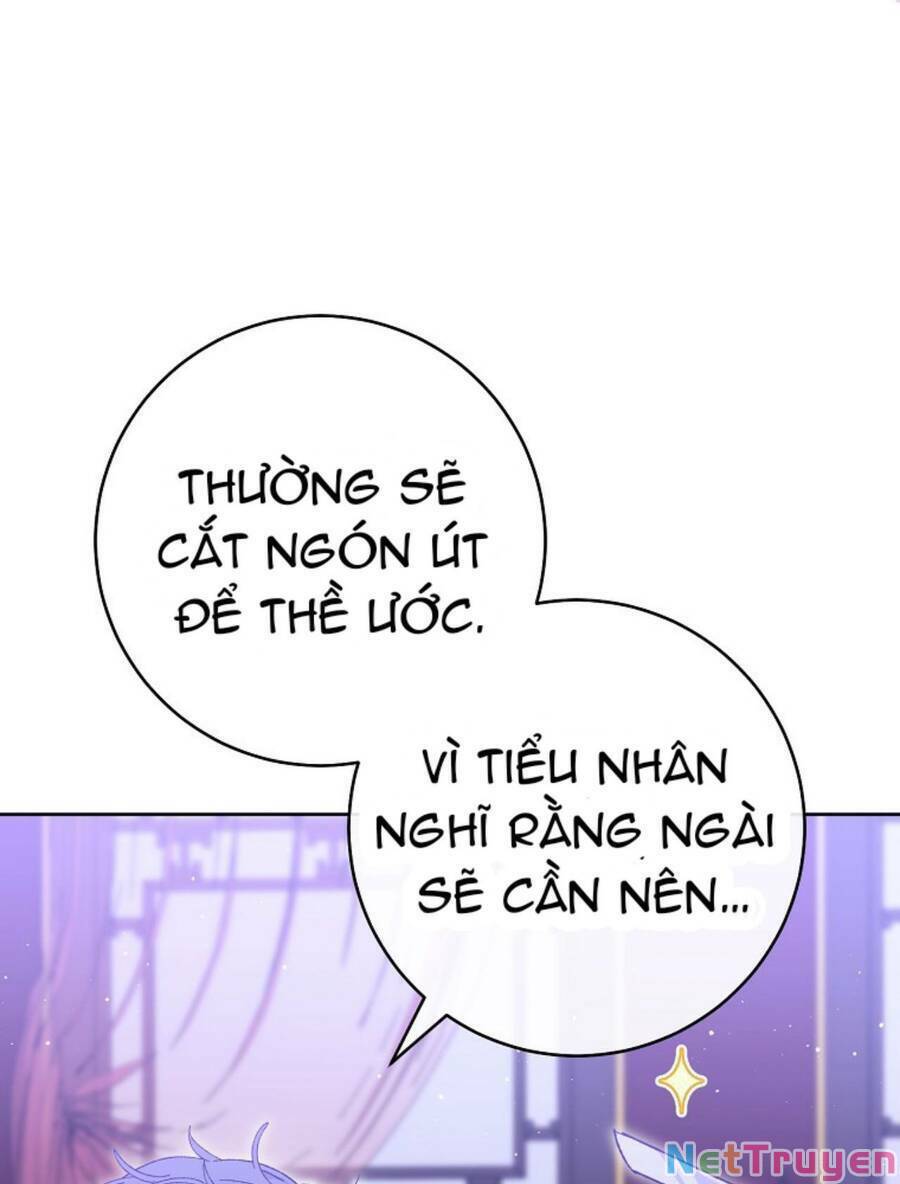 THƯỜNG SẼ
CẮT NGÓN ÚT
ĐỂ THỀ ƯỚC.
VÌ TIỂU NHÂN
NGHĨ RẰNG NGÀI
SẼ CẦN NÊN...
NetTruyen